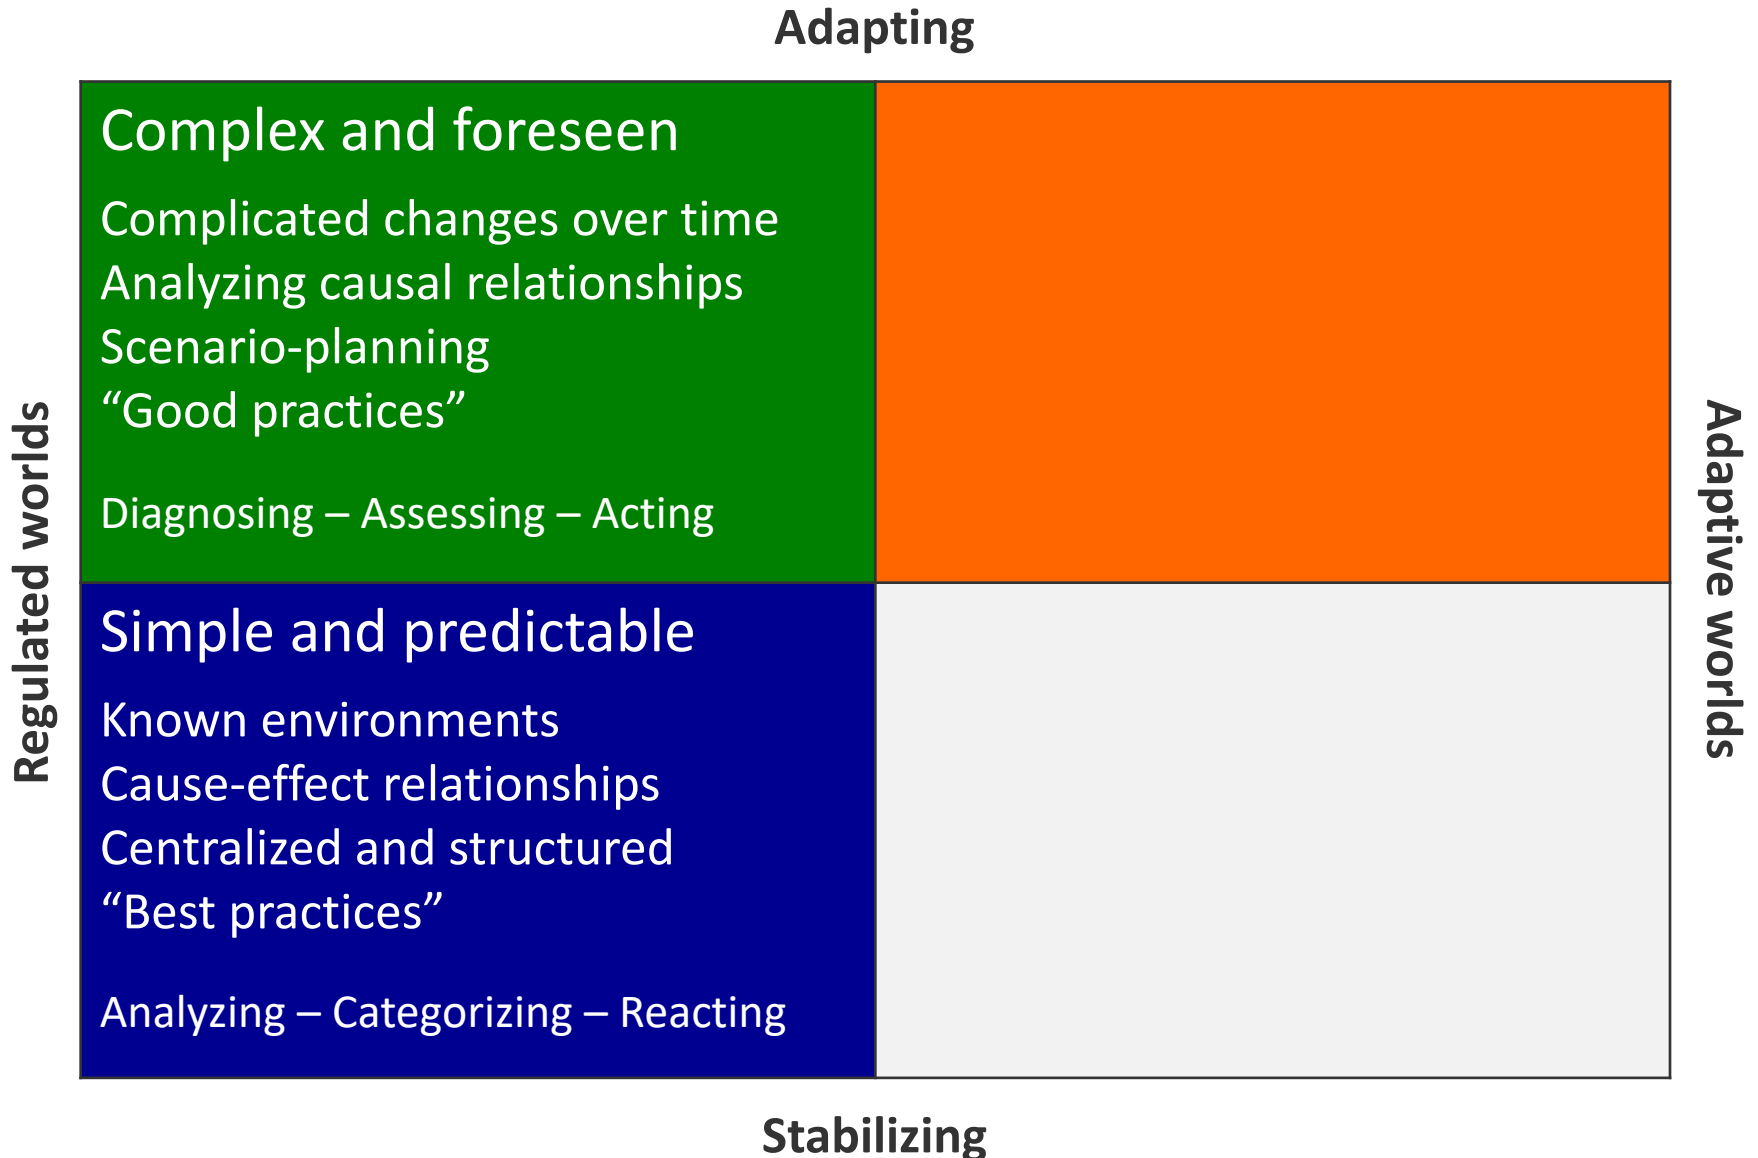 Adapting
Complex and foreseen
Complicated changes over time
Analyzing causal relationships
Scenario-planning
“Good practices”
Diagnosing – Assessing – Acting
Regulated worlds
Adaptive worlds
Simple and predictable
Known environments
Cause-effect relationships
Centralized and structured
“Best practices”
Analyzing – Categorizing – Reacting
Stabilizing